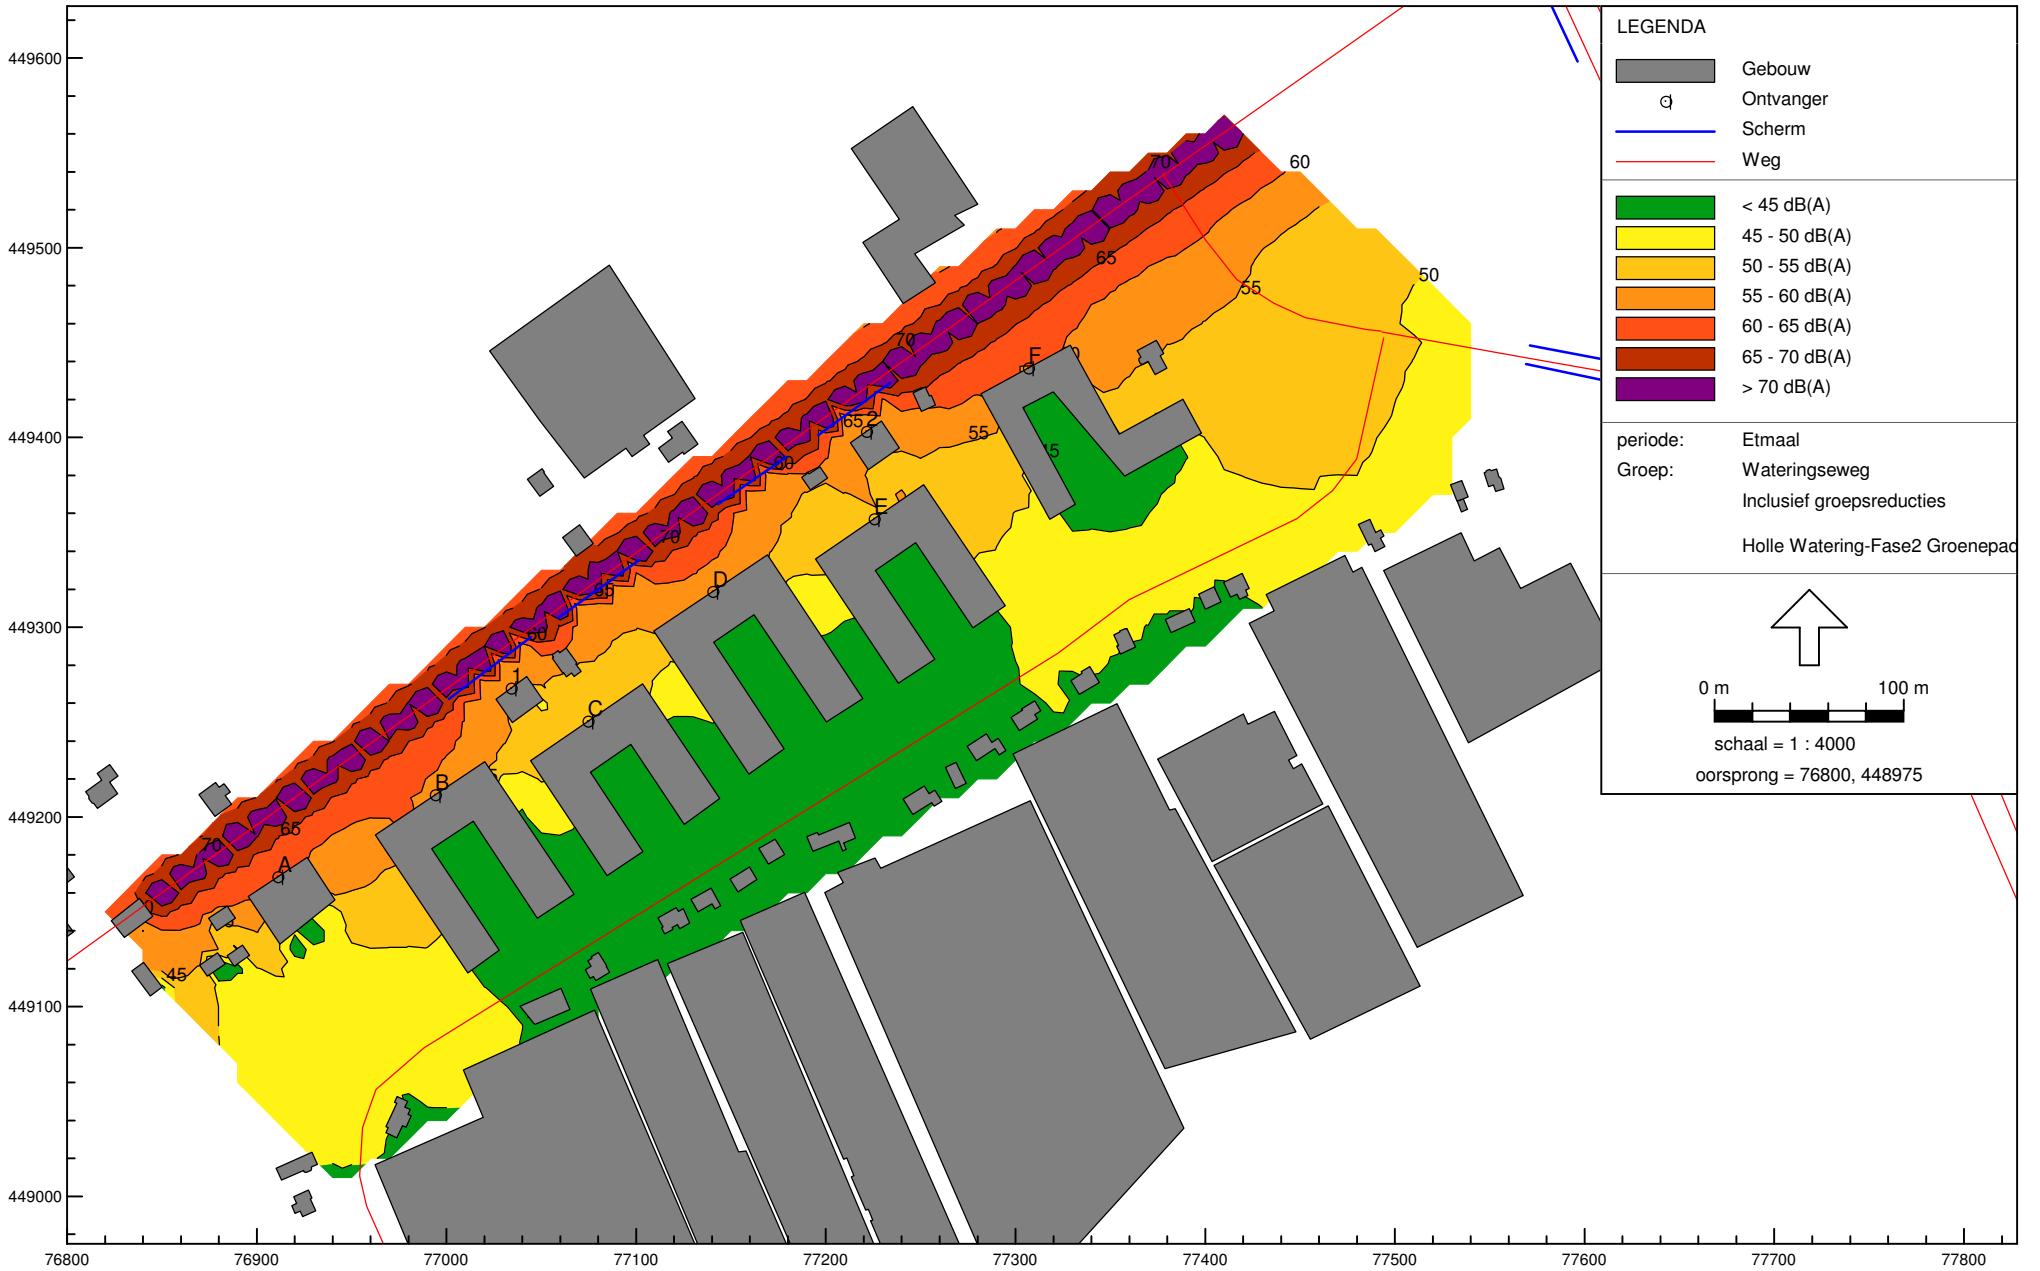 LEGENDA
Gebouw
Ontvanger
Scherm
Weg
< 45 dB(A)
45 - 50 dB(A)
50 - 55 dB(A)
55 - 60 dB(A)
60 - 65 dB(A)
65 - 70 dB(A)
> 70 dB(A)
periode: Etmaal
Groep: Wateringseweg
Inclusief groepsreducties
Holle Watering-Fase2 Groenepad
0 m 100 m
schaal = 1 : 4000
oorsprong = 76800, 448975
449600
449500
449400
449300
449200
449100
449000
76800 76900 77000 77100 77200 77300 77400 77500 77600 77700 77800
70
60
65
50
55
70
F
65
2
55
60
E
70
D
65
60
1
C
B
65
70
A
45